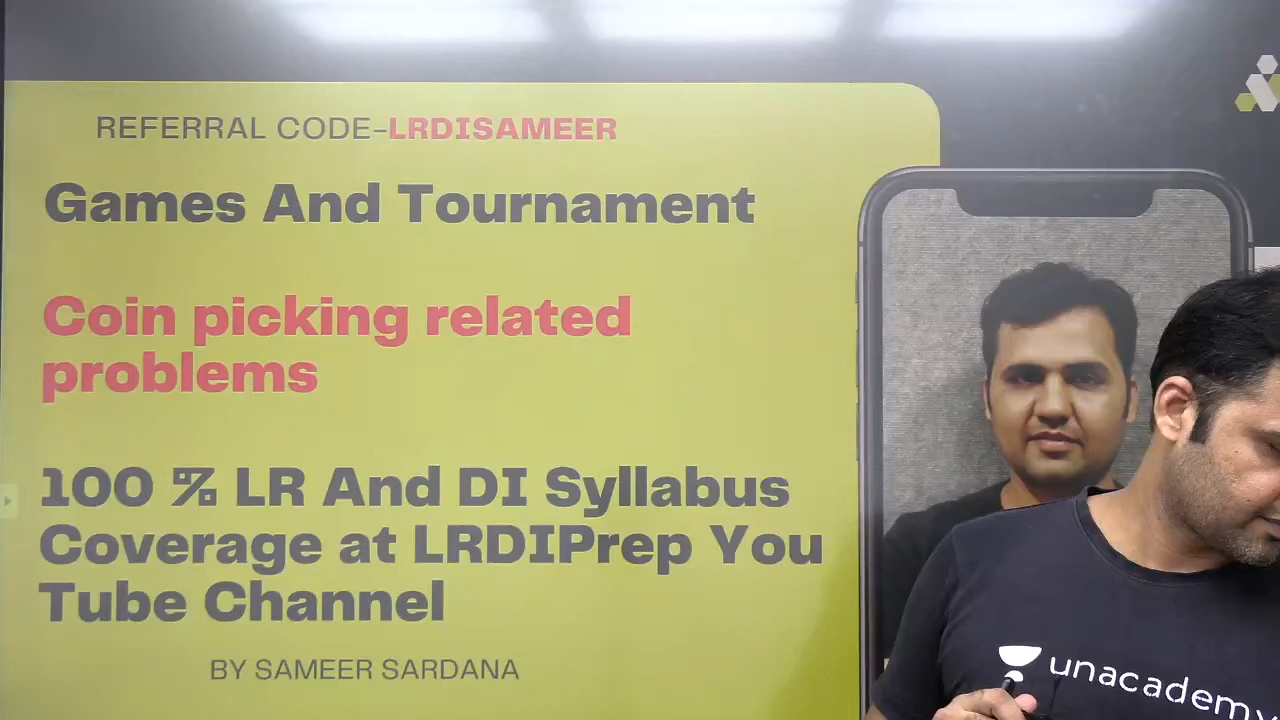 REFERRAL CODE-LRDISAMEER
Games And Tournament
Coin picking related
problems
100 % LR And DI Syllabus
Coverage at LRDIPrep You
Tube Channel
BY SAMEER SARDANA
unacademy